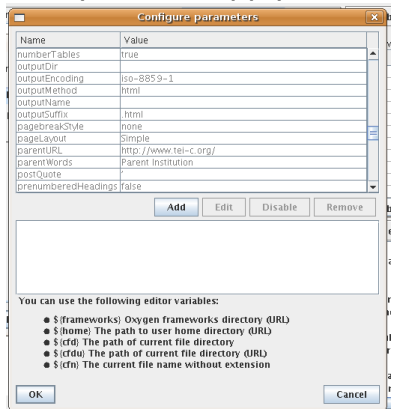 Configure parameters
Name Value
numberTables true
outputDir
outputEncoding iso-8859-1
outputMethod html
outputName
outputSuffix .html
pagebreakStyle none
pageLayout Simple
parentURL http://www.tei-c.org/
parentWords Parent Institution
postQuote ’
prenumberedHeadings false
Add Edit Disable Remove
You can use the following editor variables:
● ${frameworks} Oxygen frameworks directory (URL)
● ${home} The path to user home directory (URL)
● ${cfd} The path of current file directory
● ${cfdu} The path of current file directory (URL)
● ${cfn} The current file name without extension
OK Cancel